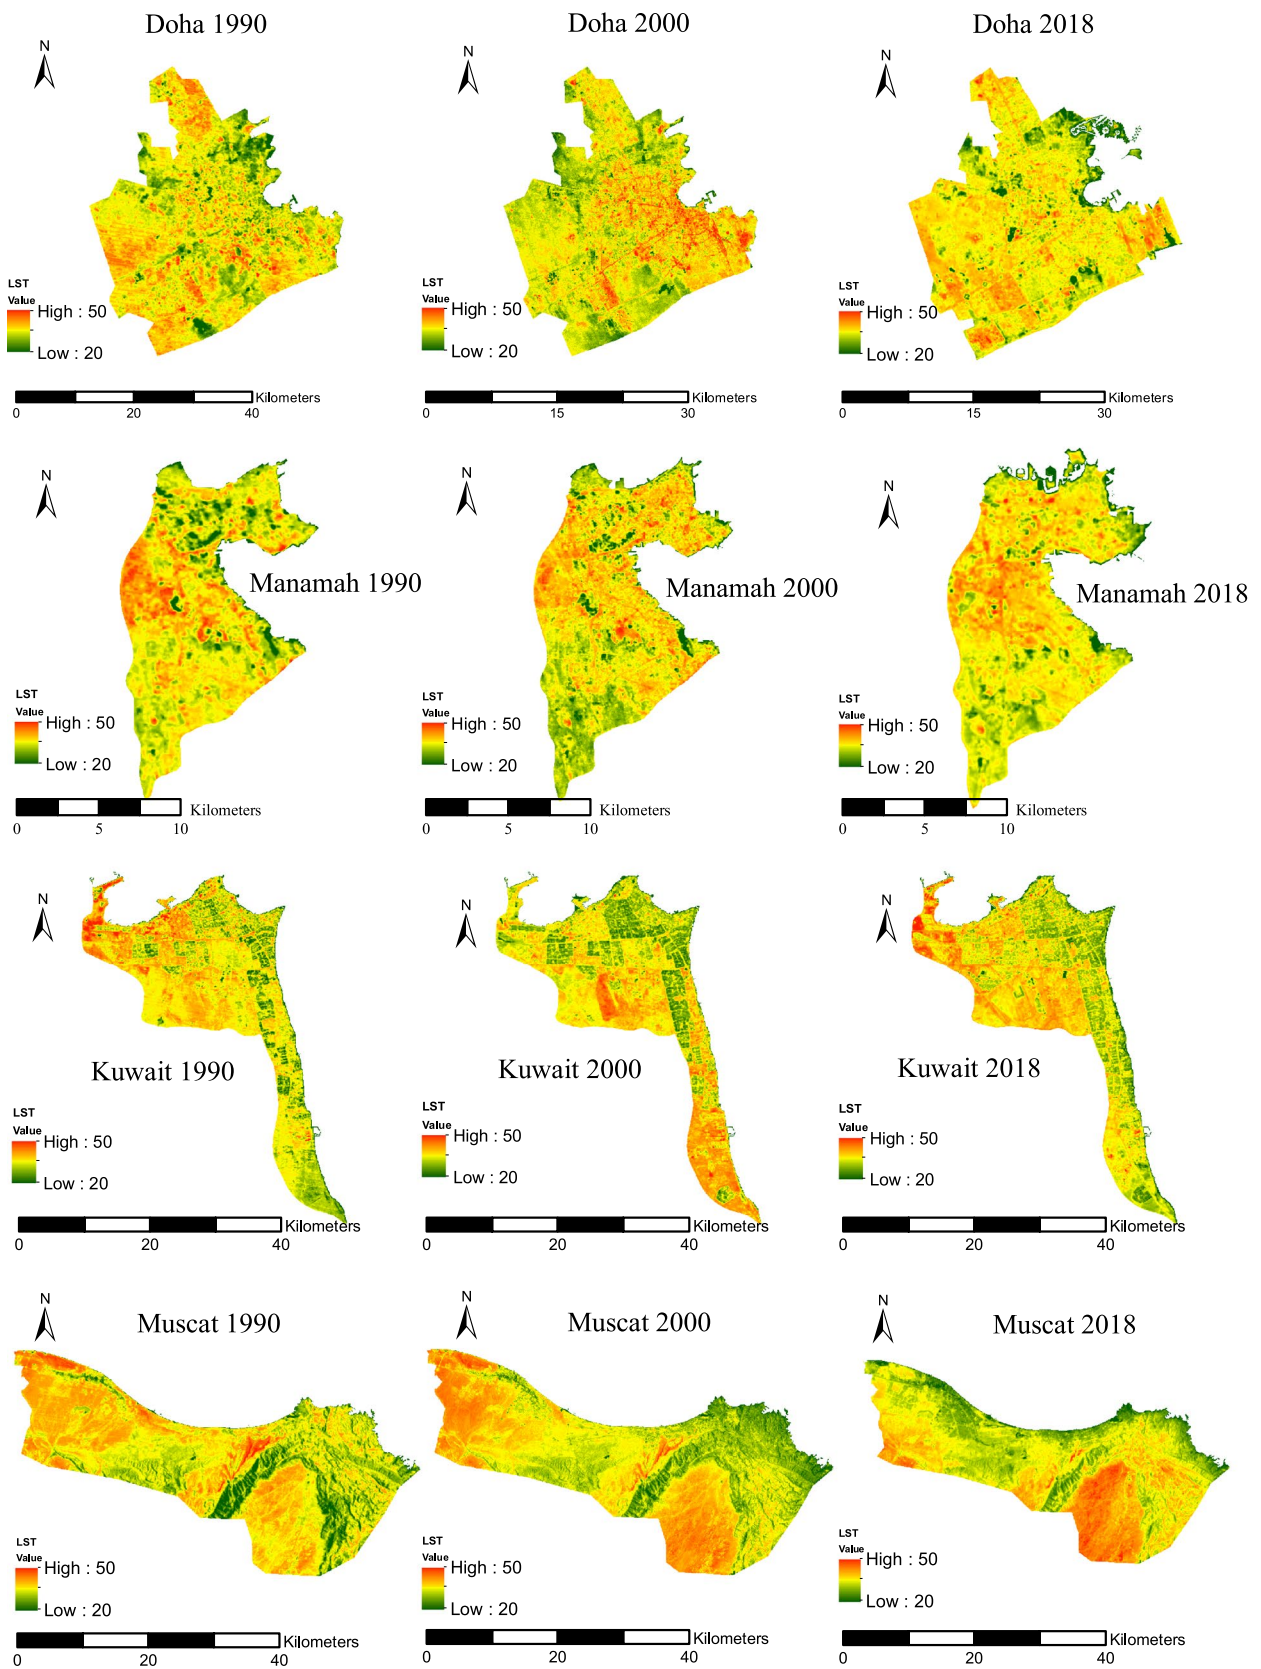 Doha 1990
Doha 2000
Doha 2018
N
N
N
LST
Value
High : 50
Low : 20
LST
Value
High : 50
Low : 20
LST
Value
High : 50
Low : 20
Kilometers
0 20 40
Kilometers
0 15 30
Kilometers
0 15 30
N
N
N
Manamah 1990
Manamah 2000
Manamah 2018
LST
Value
High : 50
Low : 20
LST
Value
High : 50
Low : 20
LST
Value
High : 50
Low : 20
Kilometers
0 5 10
Kilometers
0 5 10
Kilometers
0 5 10
N
N
N
Kuwait 1990
Kuwait 2000
Kuwait 2018
LST
Value
High : 50
Low : 20
LST
Value
High : 50
Low : 20
LST
Value
High : 50
Low : 20
Kilometers
0 20 40
Kilometers
0 20 40
Kilometers
0 20 40
N
N
N
Muscat 1990
Muscat 2000
Muscat 2018
LST
Value
High : 50
Low : 20
LST
Value
High : 50
Low : 20
LST
Value
High : 50
Low : 20
Kilometers
0 20 40
Kilometers
0 20 40
Kilometers
0 20 40